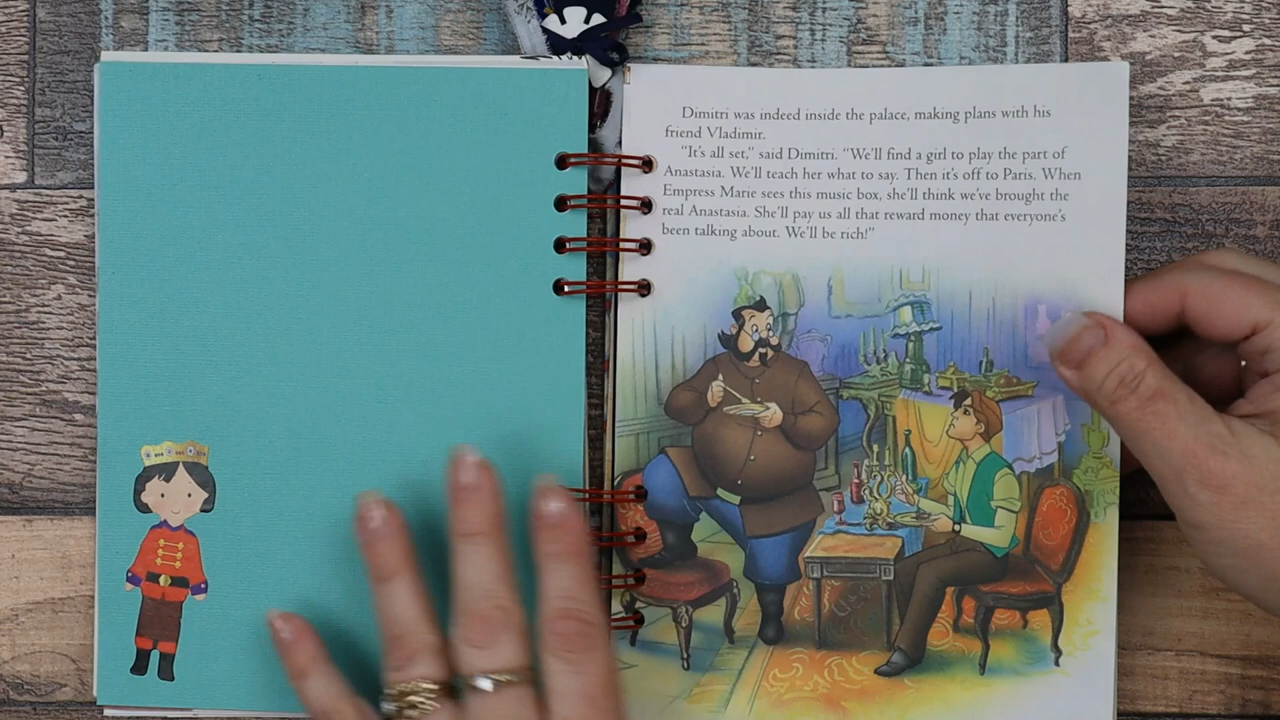 Dimitri was indeed inside the palace, making plans with his
friend Vladimir.
“It’s all set,” said Dimitri. “We’ll find a girl to play the part of
Anastasia. We’ll teach her what to say. Then it’s off to Paris. When
Empress Marie sees this music box, she’ll think we’ve brought the
real Anastasia. She’ll pay us all that reward money that everyone’s
been talking about. We’ll be rich!”